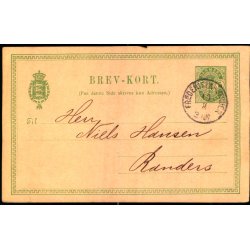 BREV-KORT.
(Paa denne Side skrives kun Adressen.)
Til
Herr
Niels Hansen
Randers